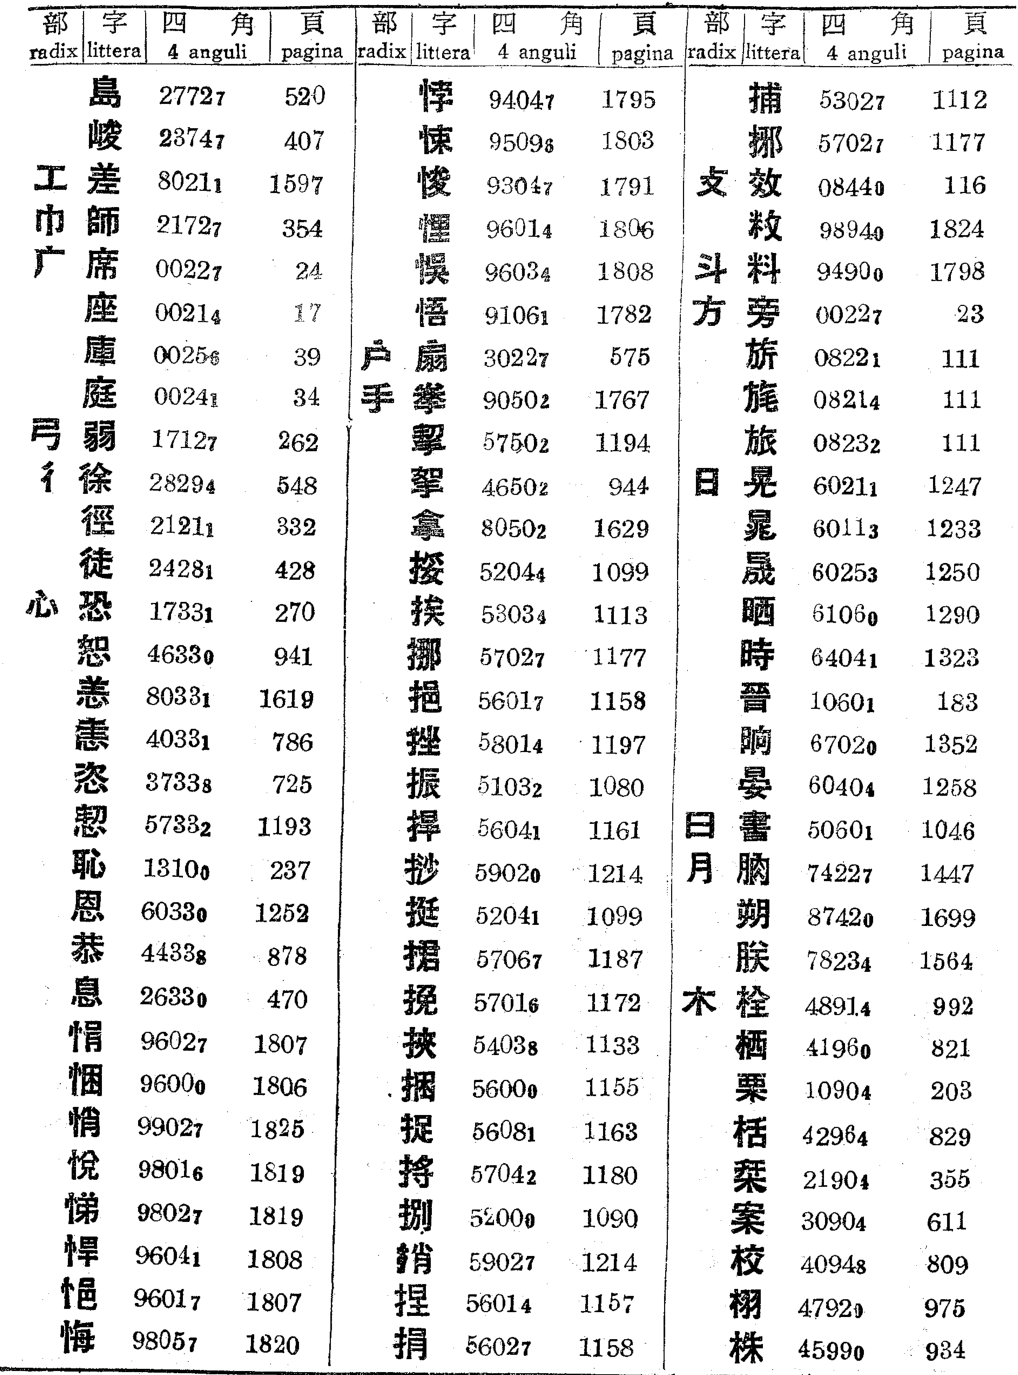 部 字 四 角 頁
radix littera 4 anguli pagina
島 27727 520
峻 23747 407
工 差 80211 1597
巾 師 21727 354
广 席 00227 24
座 00214 17
庫 00256 39
庭 00241 34
弓 弱 17127 262
彳 徐 28294 548
徑 21211 332
徒 24281 428
心 恐 17331 270
恕 46330 941
恙 80331 1619
恚 40331 786
恣 37338 725
恝 57332 1193
恥 13100 237
恩 60330 1252
恭 44338 878
息 26330 470
悁 96027 1807
悃 96000 1806
悄 99027 1825
悅 98016 1819
悌 98027 1819
悍 96041 1808
悒 96017 1807
悔 98057 1820
部 字 四 角 頁
radix littera 4 anguli pagina
悖 94047 1795
悚 95098 1803
悛 93047 1791
悝 96014 1806
悞 96034 1808
悟 91061 1782
戶 扇 30227 575
手 拳 90502 1767
挈 57502 1194
挐 46502 944
拿 80502 1629
挼 52044 1099
挨 53034 1113
挪 57027 1177
挹 56017 1158
挫 58014 1197
振 51032 1080
捍 56041 1161
挱 59020 1214
挺 52041 1099
捃 57067 1187
挽 57016 1172
挾 54038 1133
捆 56000 1155
捉 56081 1163
捋 57042 1180
捌 52000 1090
捎 59027 1214
捏 56014 1157
捐 56027 1158
部 字 四 角 頁
radix littera 4 anguli pagina
捕 53027 1112
挪 57027 1177
攴 效 08440 116
敉 98940 1824
斗 料 94900 1798
方 旁 00227 23
旂 08221 111
旄 08214 111
旅 08232 111
日 晃 60211 1247
晁 60113 1233
晟 60253 1250
晒 61060 1290
時 64041 1323
晉 10601 183
晌 67020 1352
晏 60404 1258
曰 書 50601 1046
月 朒 74227 1447
朔 87420 1699
朕 78234 1564
木 栓 48914 992
栖 41960 821
栗 10904 203
栝 42964 829
栞 21904 355
案 30904 611
校 40948 809
栩 47920 975
株 45990 934